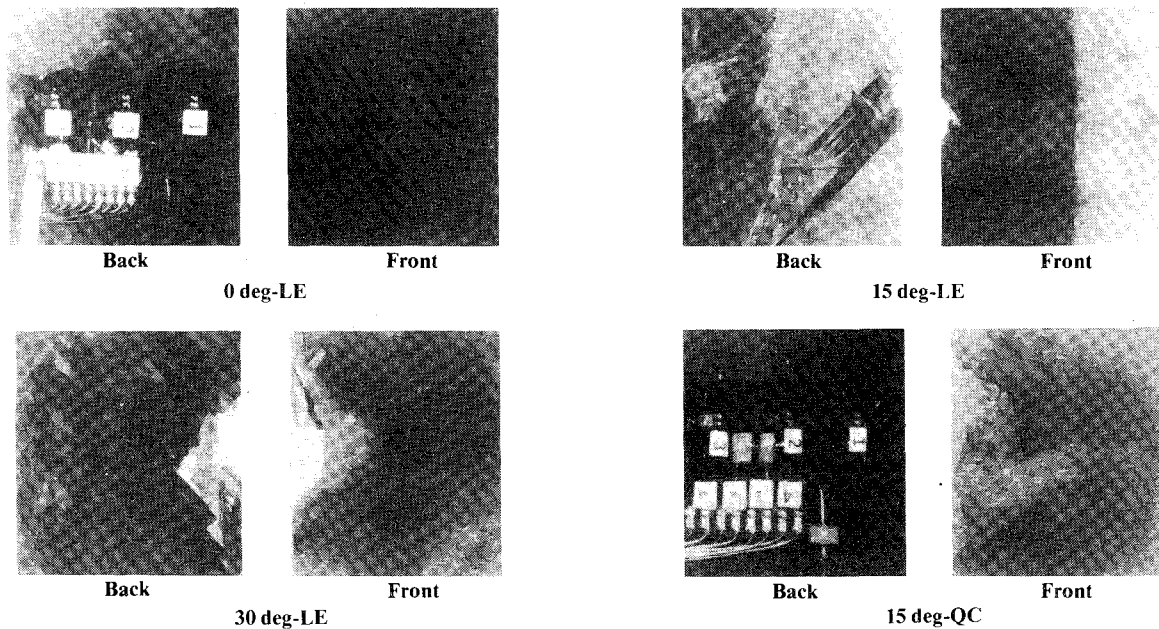 Back
Front
0 deg-LE
Back
Front
15 deg-LE
Back
Front
30 deg-LE
Back
Front
15 deg-QC